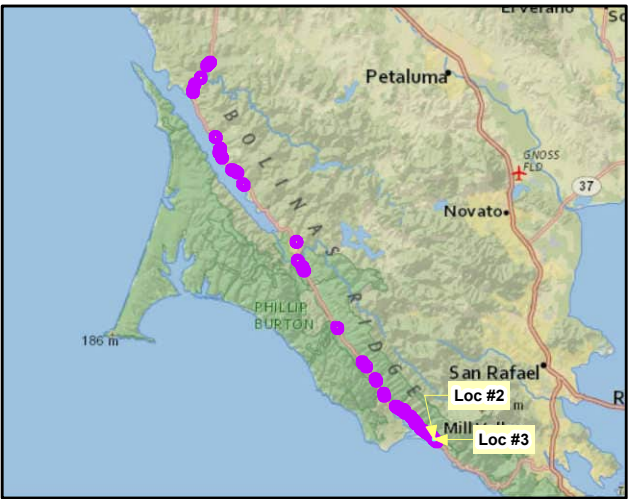 El Verano
Petaluma
GNOSS
FLD
37
BOLINAS RIDGE
Novato
PHILLIP
BURTON
186 m
San Rafael
Loc #2
m
Mill
Loc #3